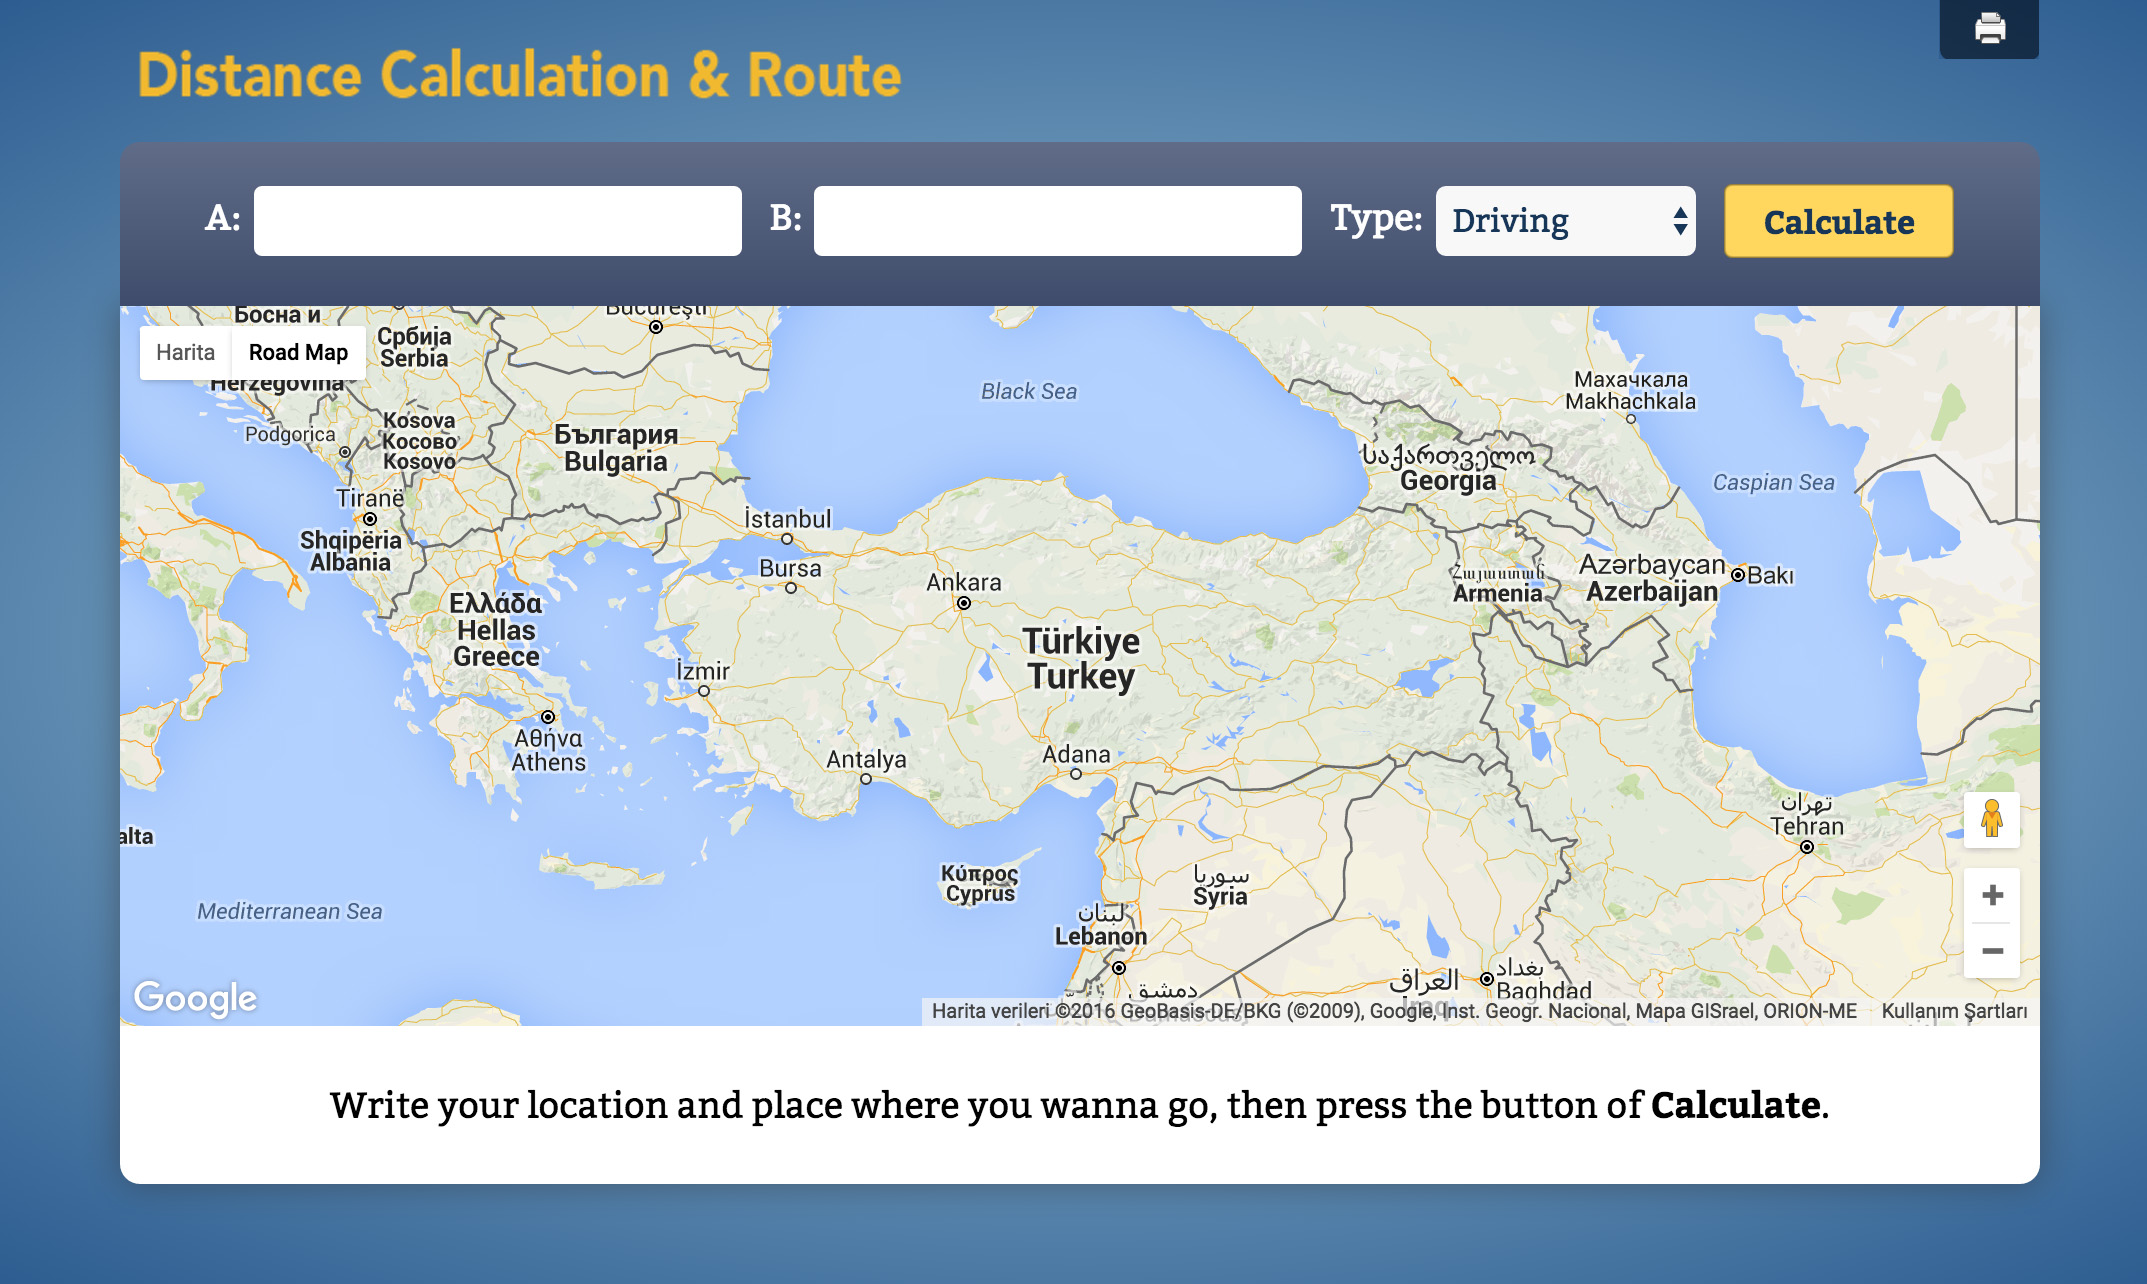 Distance Calculation & Route
A:
B:
Type:
Driving
Calculate
Harita
Road Map
Босна и
Herzegovina
Србија
Serbia
Bucureşti
Black Sea
Махачкала
Makhachkala
Podgorica
Kosova
Косово
Kosovo
България
Bulgaria
საქართველო
Georgia
Caspian Sea
Tiranë
Shqipëria
Albania
İstanbul
Bursa
Ankara
Հայաստան
Armenia
Azərbaycan
Azerbaijan
Bakı
Ελλάδα
Hellas
Greece
Türkiye
Turkey
İzmir
Αθήνα
Athens
Antalya
Adana
تهران
Tehran
alta
Κύπρος
Cyprus
سوريا
Syria
Mediterranean Sea
لبنان
Lebanon
دمشق
Damascus
العراق
Iraq
بغداد
Baghdad
Google
Harita verileri ©2016 GeoBasis-DE/BKG (©2009), Google, Inst. Geogr. Nacional, Mapa GISrael, ORION-ME
Kullanım Şartları
Write your location and place where you wanna go, then press the button of Calculate.